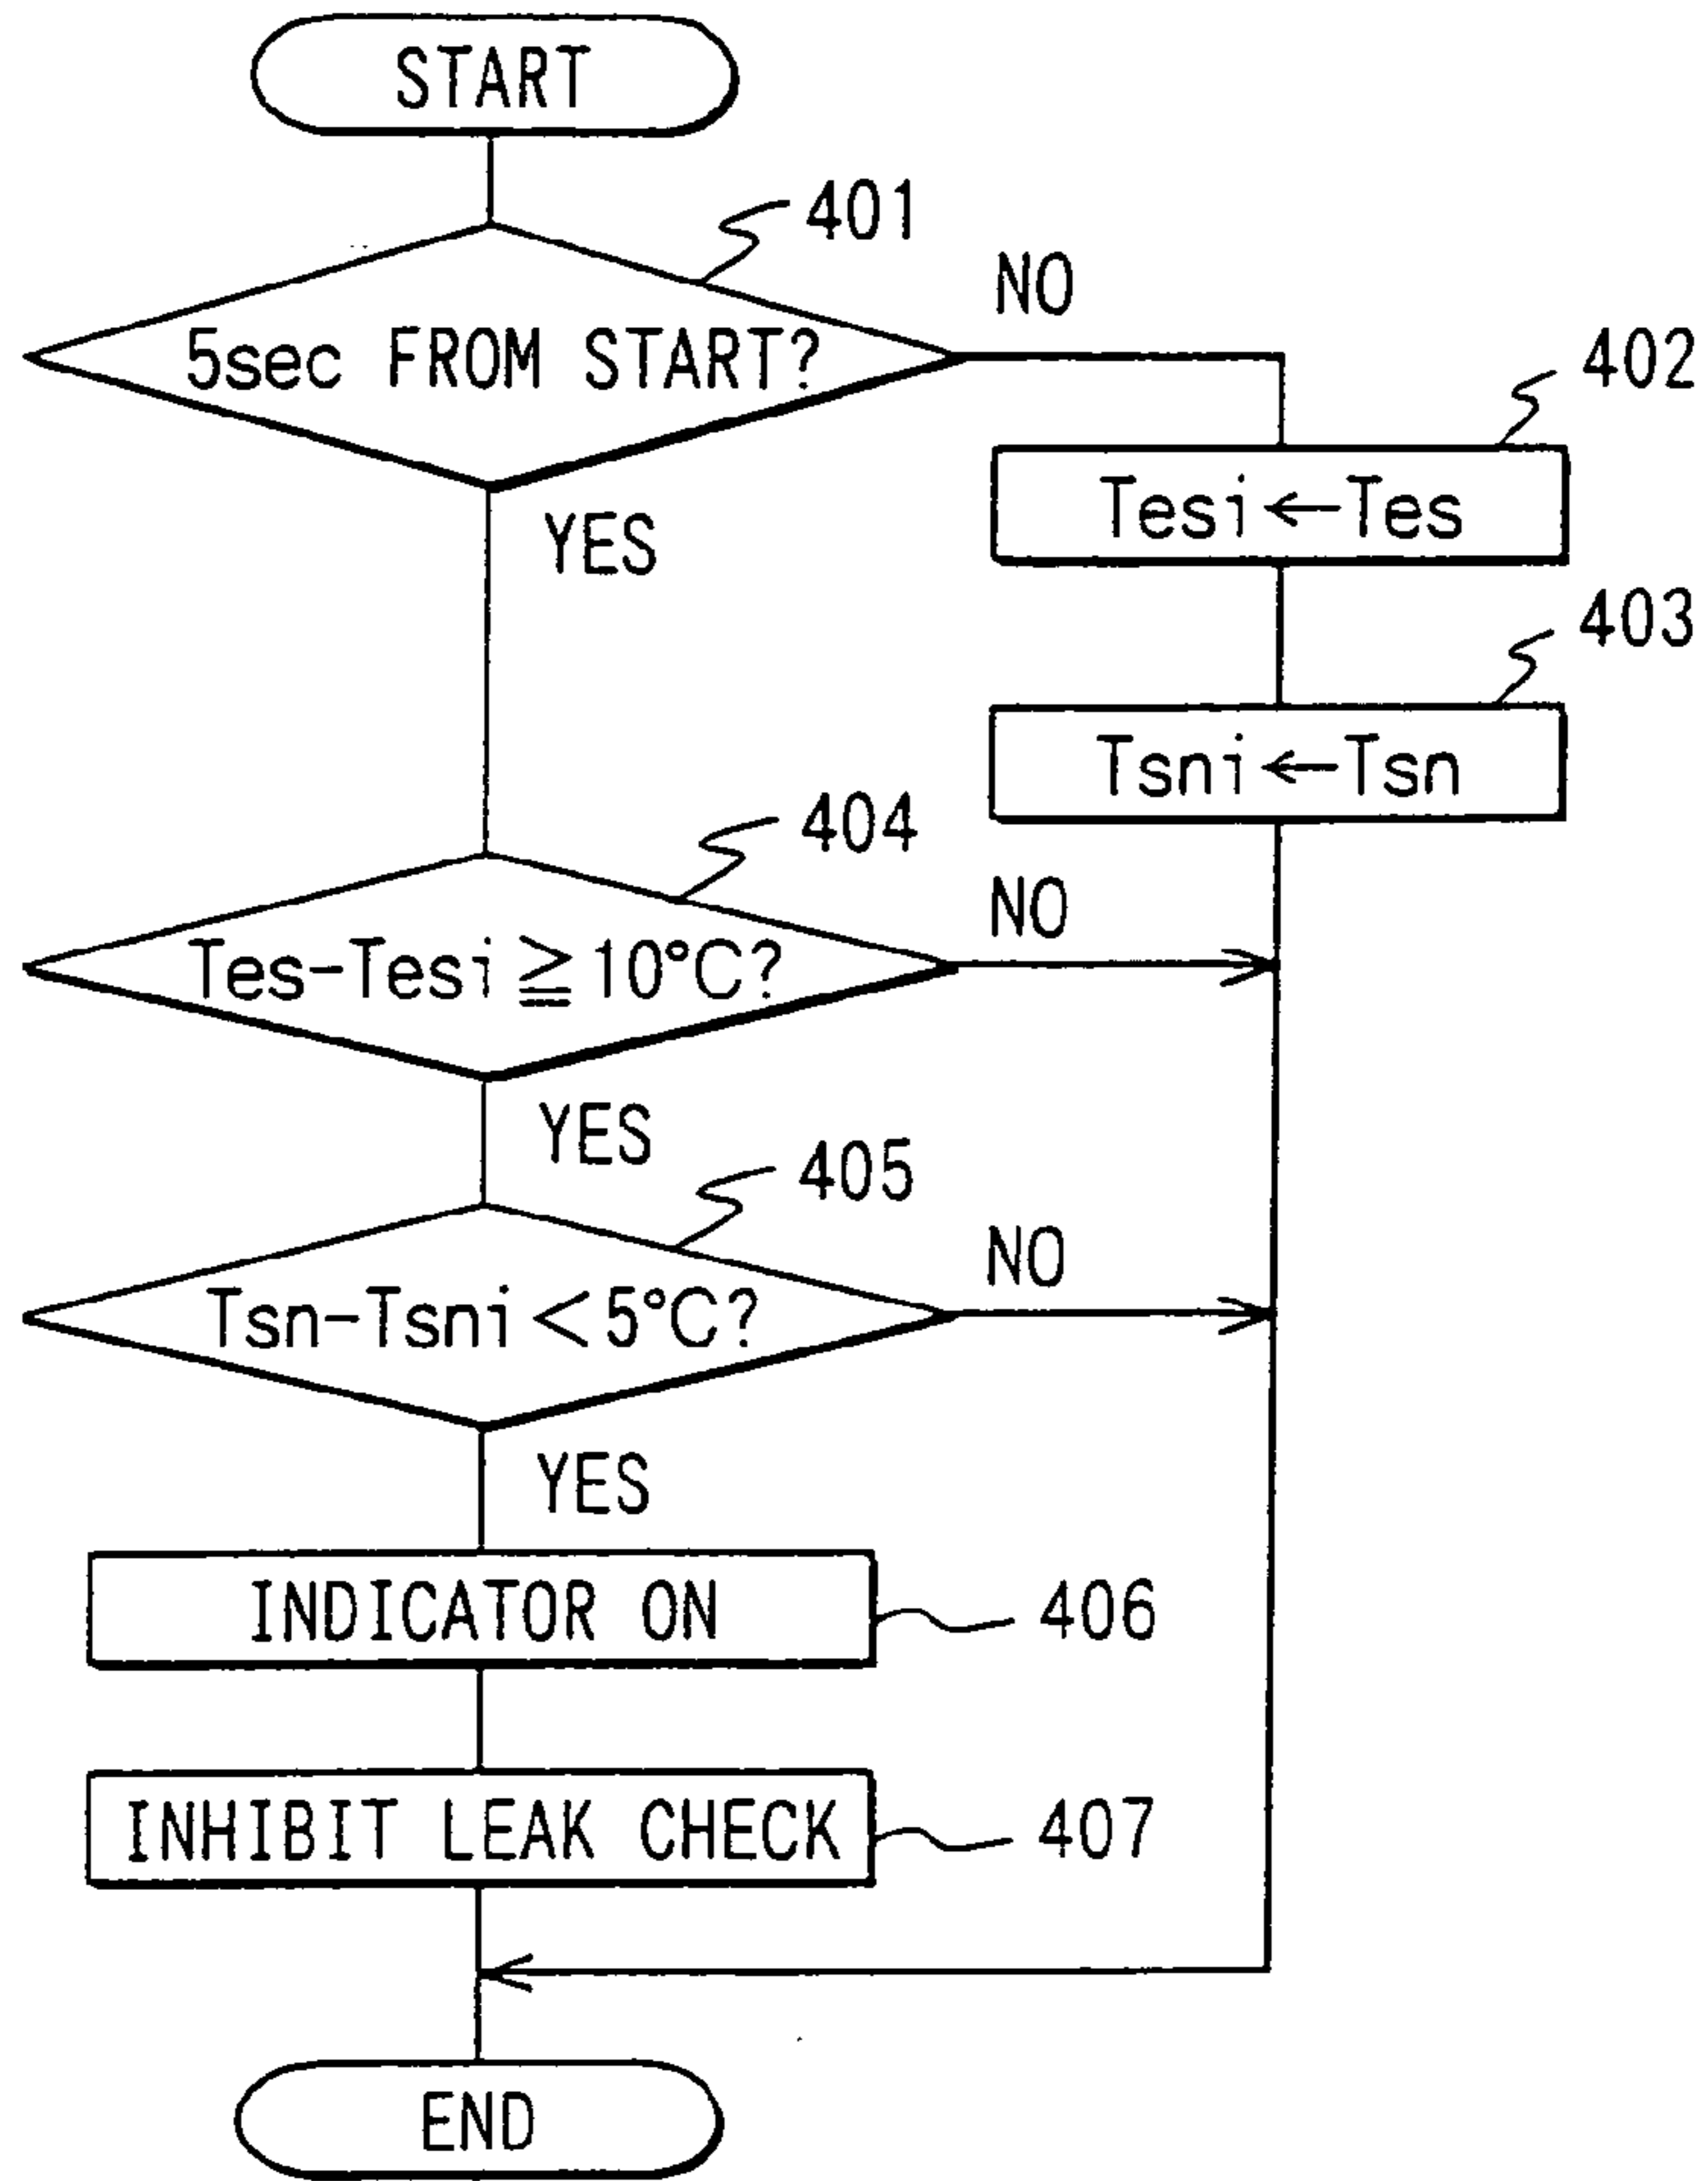 START
401
5sec FROM START?
NO
YES
402
Tesi←Tes
403
Tsni←Tsn
404
Tes-Tesi≧10°C?
NO
YES
405
Tsn-Tsni<5°C?
NO
YES
INDICATOR ON
406
INHIBIT LEAK CHECK
407
END